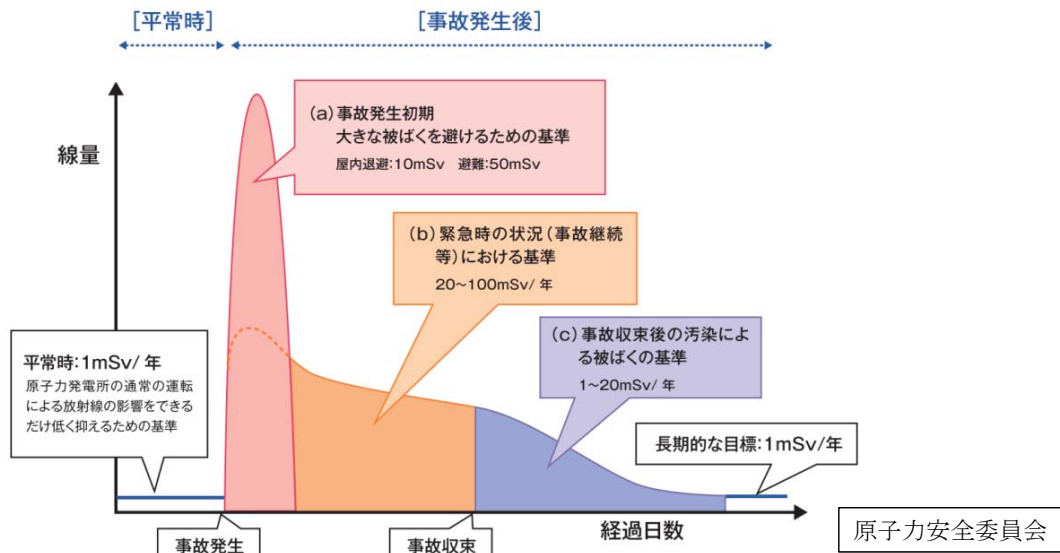 [平常時]
[事故発生後]
線量
(a)事故発生初期
大きな被ばくを避けるための基準
屋内退避:10mSv 避難:50mSv
(b)緊急時の状況(事故継続
等)における基準
20~100mSv/年
(c)事故収束後の汚染によ
る被ばくの基準
1~20mSv/年
平常時:1mSv/年
原子力発電所の通常の運転
による放射線の影響をできる
だけ低く抑えるための基準
長期的な目標:1mSv/年
事故発生
事故収束
経過日数
原子力安全委員会